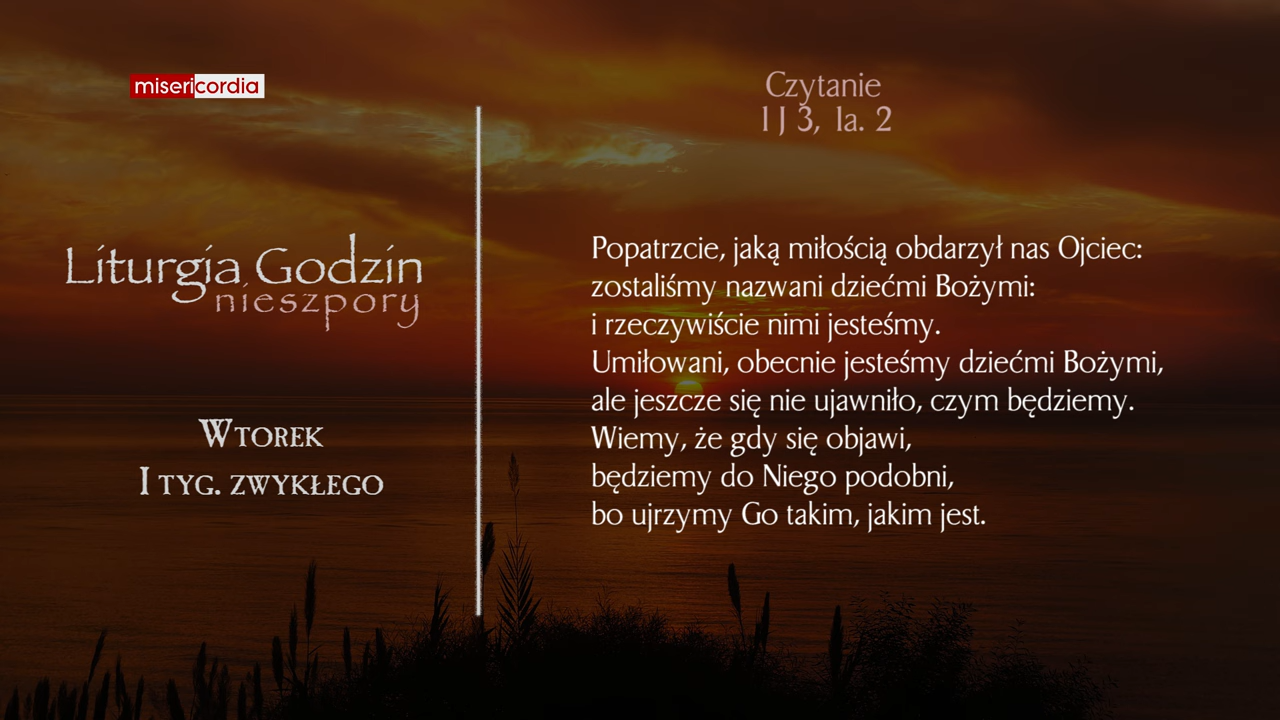 misericordia
Liturgia Godzin
nieszpory
Wtorek
I tyg. zwykłego
Czytanie
1 J 3, 1a. 2
Popatrzcie, jaką miłością obdarzył nas Ojciec:
zostaliśmy nazwani dziećmi Bożymi:
i rzeczywiście nimi jesteśmy.
Umiłowani, obecnie jesteśmy dziećmi Bożymi,
ale jeszcze się nie ujawniło, czym będziemy.
Wiemy, że gdy się objawi,
będziemy do Niego podobni,
bo ujrzymy Go takim, jakim jest.